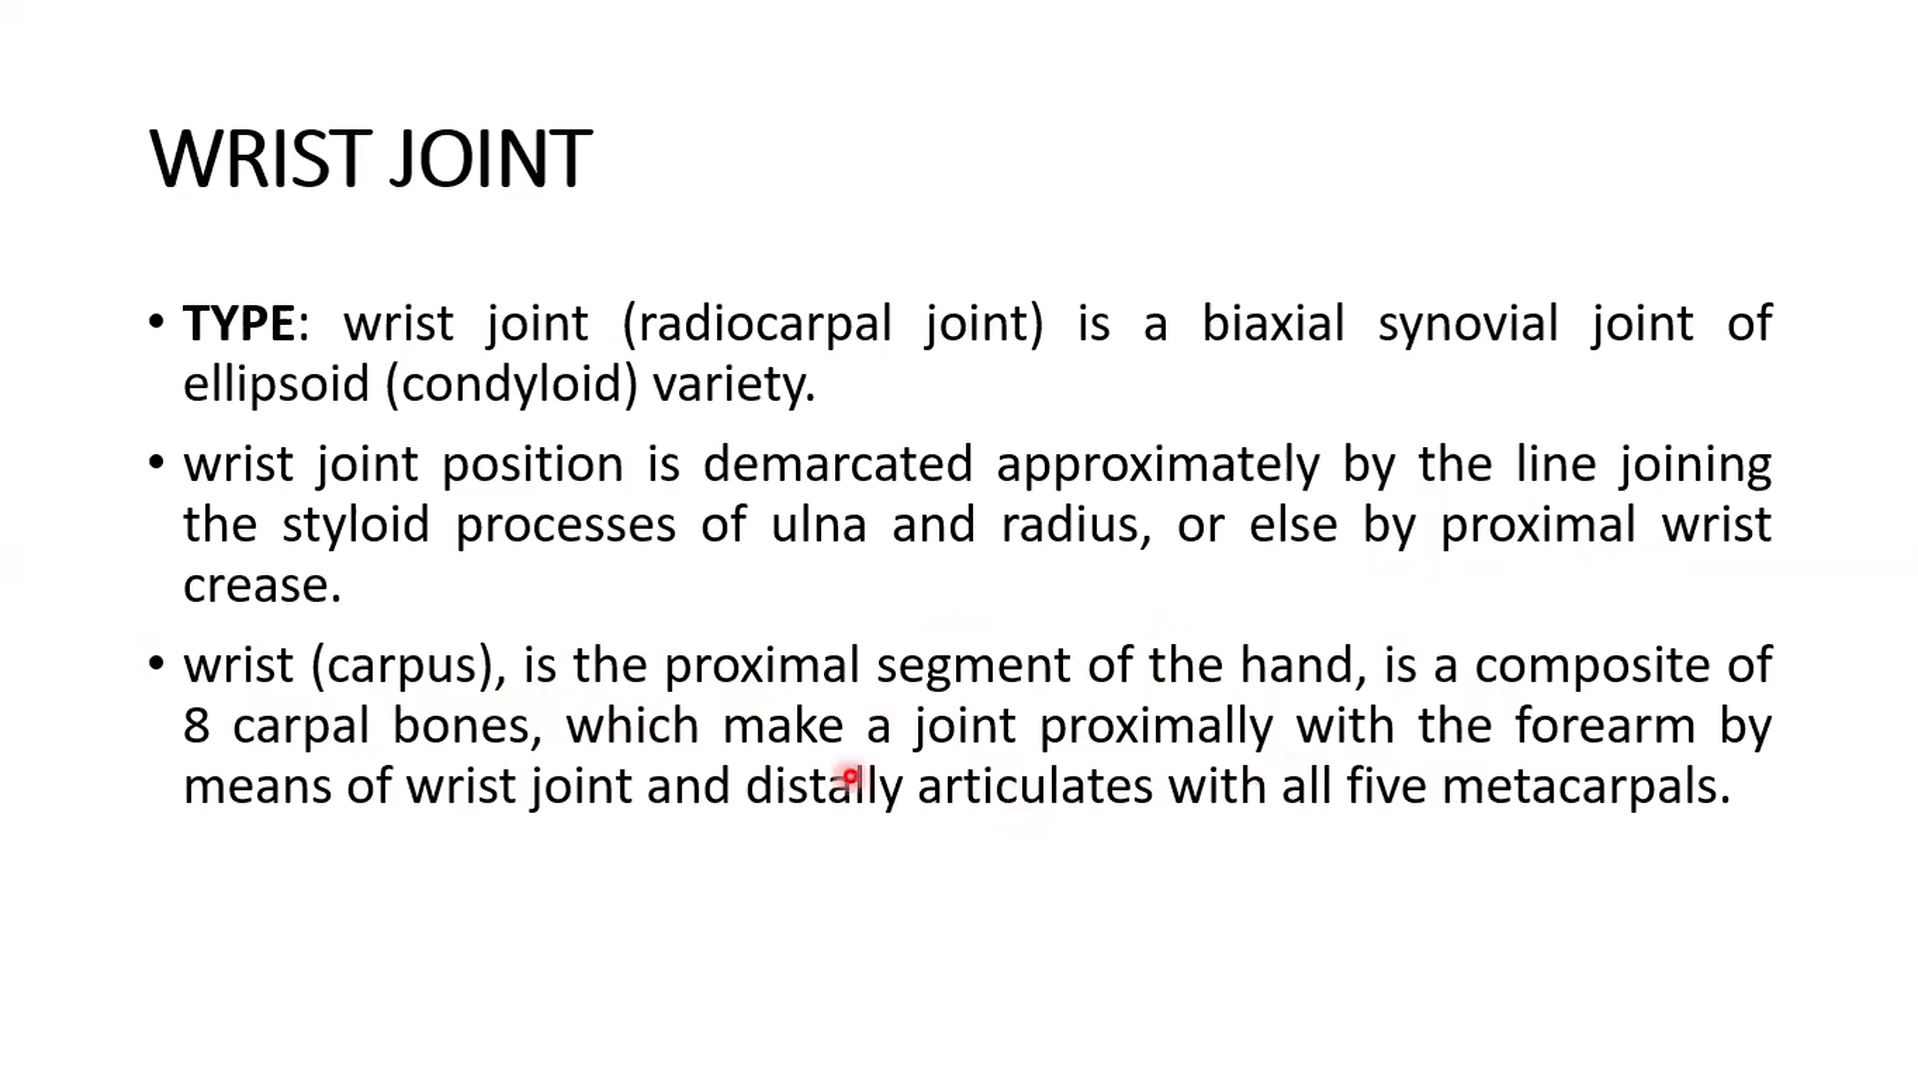 WRIST JOINT
• TYPE: wrist joint (radiocarpal joint) is a biaxial synovial joint of
ellipsoid (condyloid) variety.
• wrist joint position is demarcated approximately by the line joining
the styloid processes of ulna and radius, or else by proximal wrist
crease.
• wrist (carpus), is the proximal segment of the hand, is a composite of
8 carpal bones, which make a joint proximally with the forearm by
means of wrist joint and distally articulates with all five metacarpals.